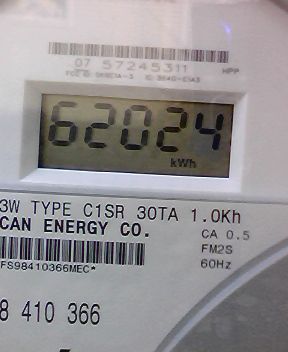 07 57245311
HPP
62024
kWh
3W TYPE C1SR 30TA 1.0Kh
CAN ENERGY CO.
CA 0.5
FM2S
60Hz
FS98410366MEC*
8 410 366